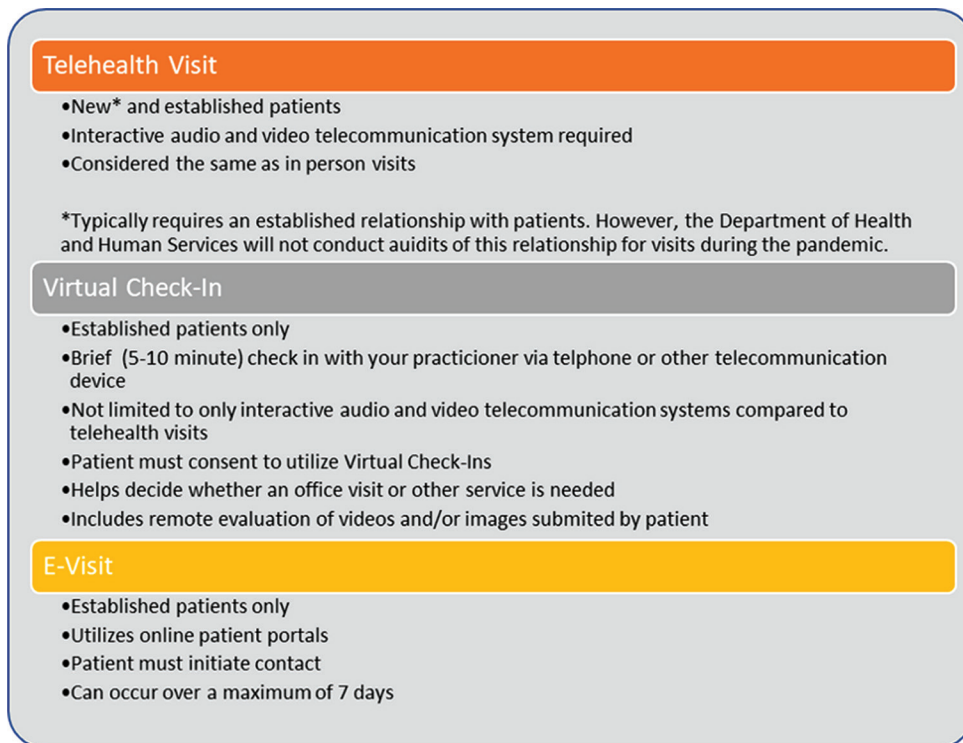 Telehealth Visit
•New* and established patients
•Interactive audio and video telecommunication system required
•Considered the same as in person visits
*Typically requires an established relationship with patients. However, the Department of Health
and Human Services will not conduct auidits of this relationship for visits during the pandemic.
Virtual Check-In
•Established patients only
•Brief (5-10 minute) check in with your practicioner via telphone or other telecommunication
device
•Not limited to only interactive audio and video telecommunication systems compared to
telehealth visits
•Patient must consent to utilize Virtual Check-Ins
•Helps decide whether an office visit or other service is needed
•Includes remote evaluation of videos and/or images submited by patient
E-Visit
•Established patients only
•Utilizes online patient portals
•Patient must initiate contact
•Can occur over a maximum of 7 days